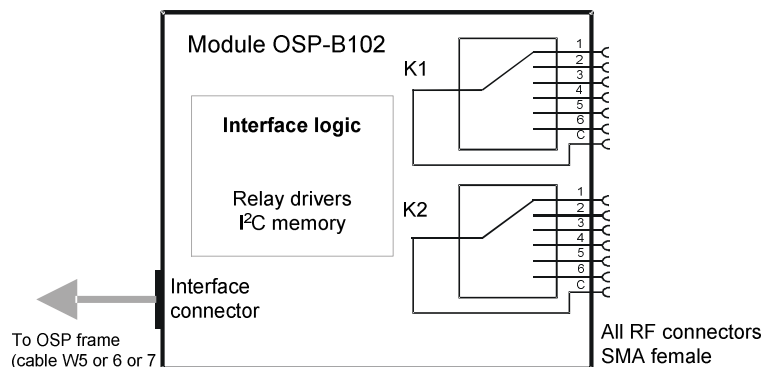 Module OSP-B102
Interface logic
Relay drivers
I²C memory
K1
1
2
3
4
5
6
C
K2
1
2
3
4
5
6
C
Interface
connector
To OSP frame
(cable W5 or 6 or 7
All RF connectors
SMA female